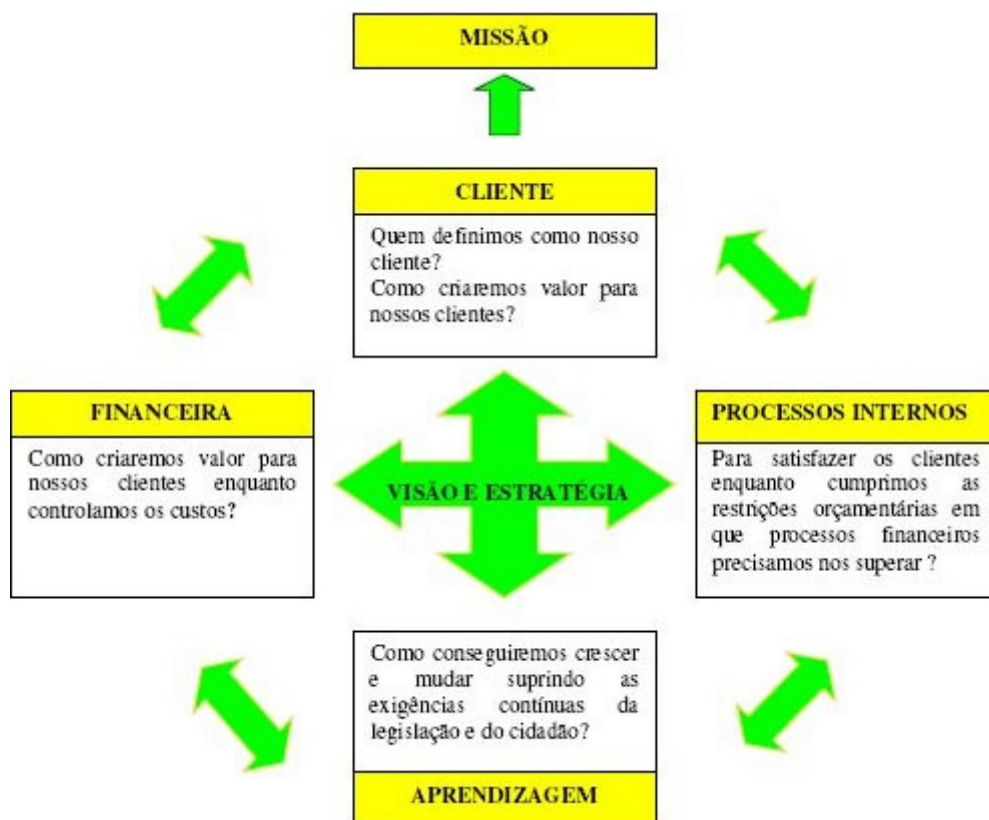 MISSÃO
CLIENTE
Quem definimos como nosso
cliente?
Como criaremos valor para
nossos clientes?
FINANCEIRA
Como criaremos valor para
nossos clientes enquanto
controlamos os custos?
VISÃO E ESTRATÉGIA
PROCESSOS INTERNOS
Para satisfazer os clientes
enquanto cumprimos as
restrições orçamentárias em
que processos financeiros
precisamos nos superar ?
Como conseguiremos crescer
e mudar suprindo as
exigências contínuas da
legislação e do cidadão?
APRENDIZAGEM